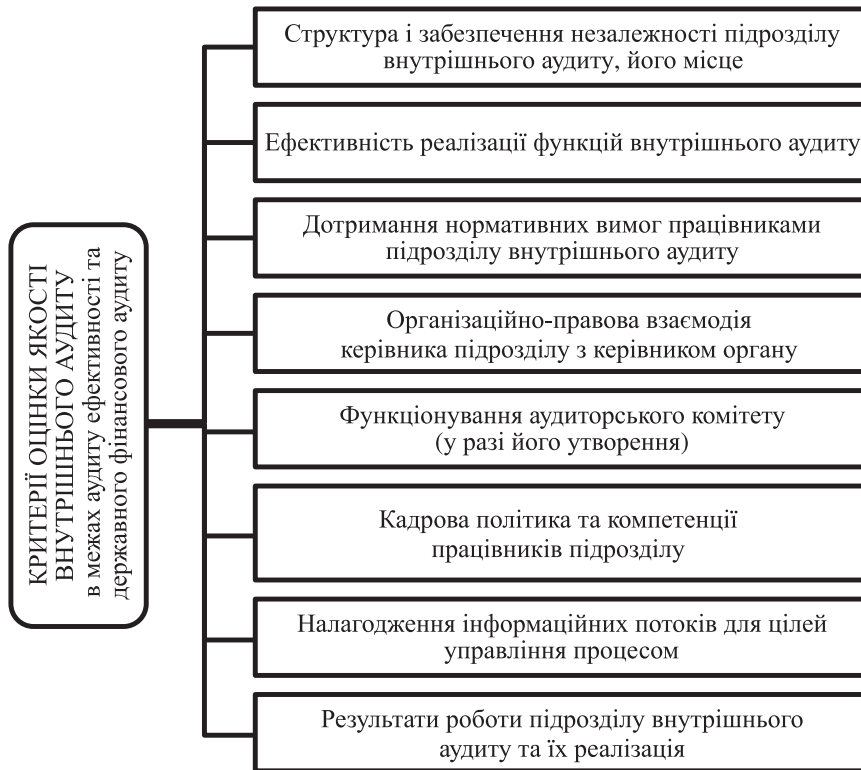 КРИТЕРІЇ ОЦІНКИ ЯКОСТІ
ВНУТРІШНЬОГО АУДИТУ
в межах аудиту ефективності та
державного фінансового аудиту
Структура і забезпечення незалежності підрозділу
внутрішнього аудиту, його місце
Ефективність реалізації функцій внутрішнього аудиту
Дотримання нормативних вимог працівниками
підрозділу внутрішнього аудиту
Організаційно-правова взаємодія
керівника підрозділу з керівником органу
Функціонування аудиторського комітету
(у разі його утворення)
Кадрова політика та компетенції
працівників підрозділу
Налагодження інформаційних потоків для цілей
управління процесом
Результати роботи підрозділу внутрішнього
аудиту та їх реалізація